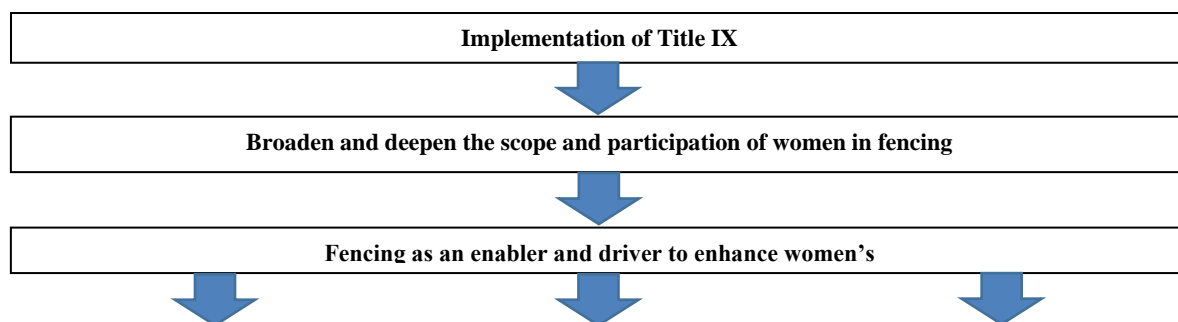 Implementation of Title IX
Broaden and deepen the scope and participation of women in fencing
Fencing as an enabler and driver to enhance women’s